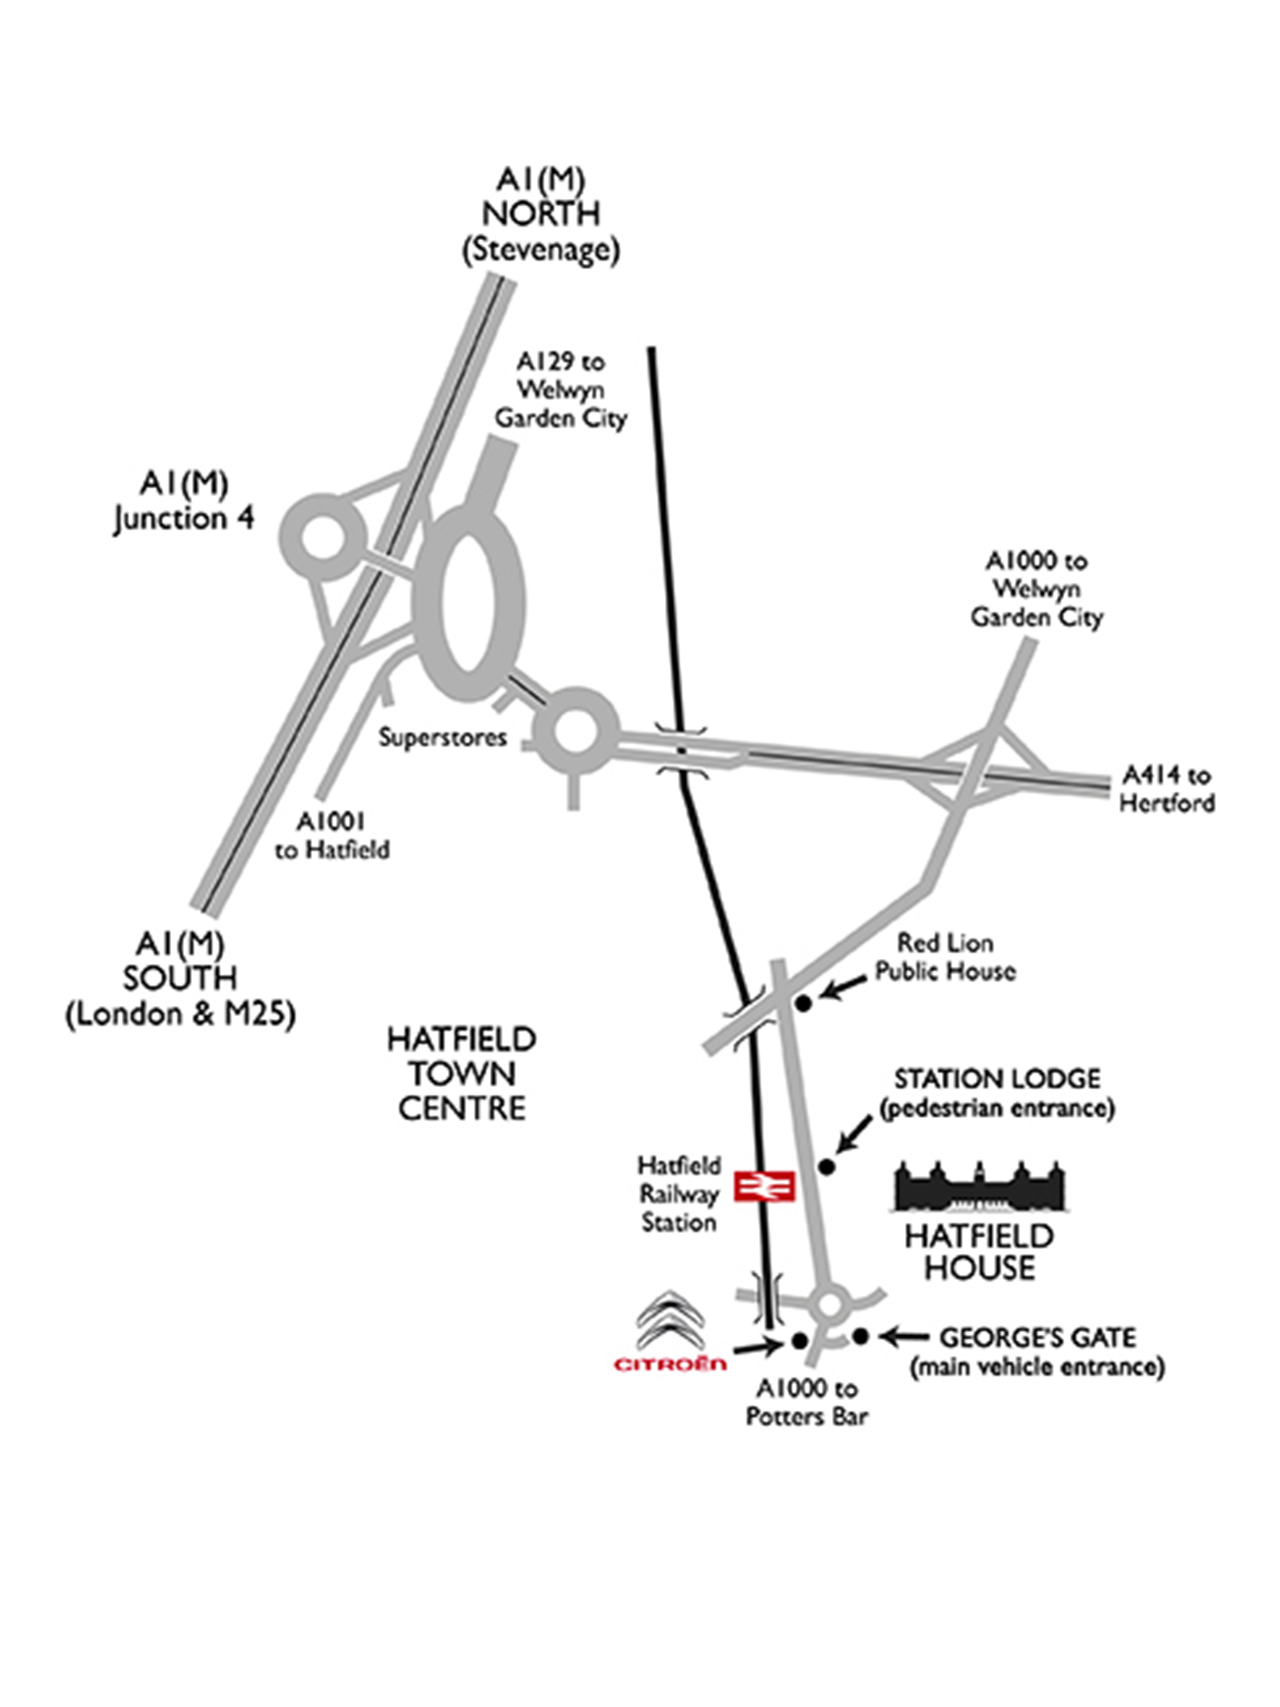 A1(M)
NORTH
(Stevenage)
A129 to
Welwyn
Garden City
A1(M)
Junction 4
A1000 to
Welwyn
Garden City
Superstores
A414 to
Hertford
A1001
to Hatfield
A1(M)
SOUTH
(London & M25)
Red Lion
Public House
HATFIELD
TOWN
CENTRE
STATION LODGE
(pedestrian entrance)
Hatfield
Railway
Station
HATFIELD
HOUSE
CITROËN
GEORGE'S GATE
(main vehicle entrance)
A1000 to
Potters Bar